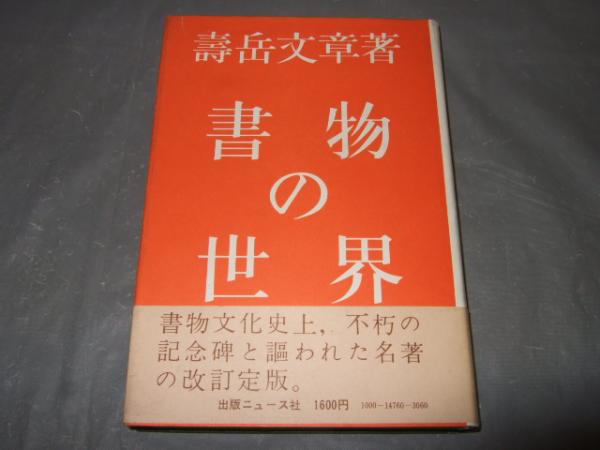 壽岳文章著
書物
の
世界
書物文化史上，不朽の
記念碑と謳われた名著
の改訂定版。
出版ニュース社 1600円 1000-14760-3060